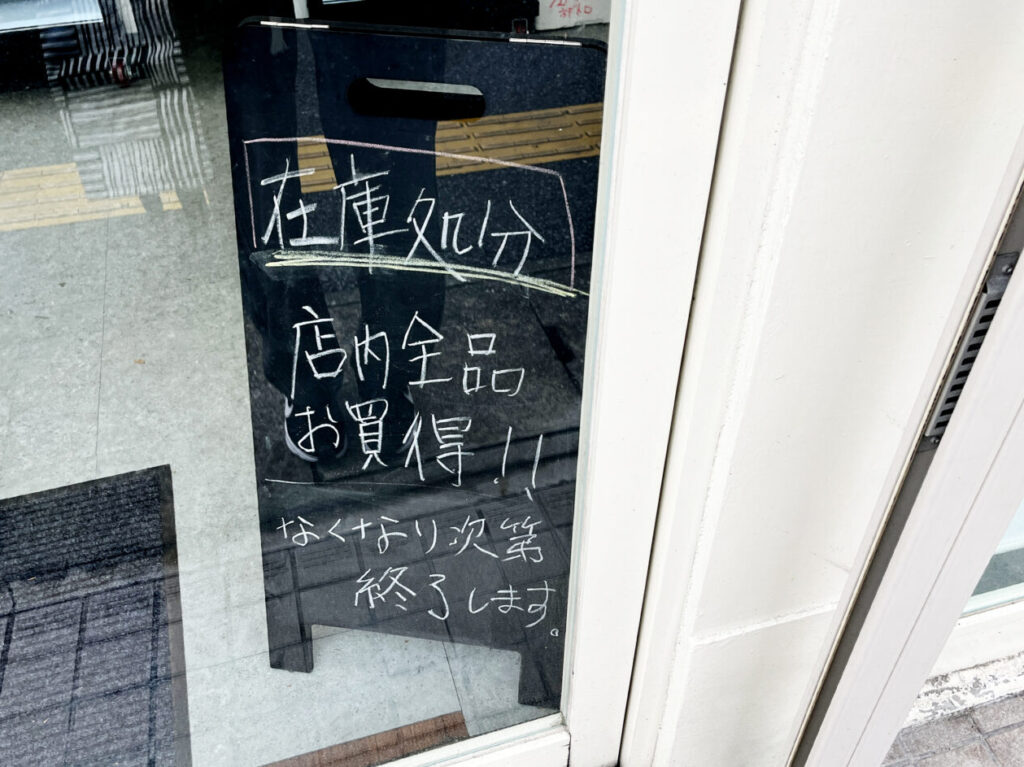 在庫処分
店内全品
お買得!!
なくなり次第
終了します。